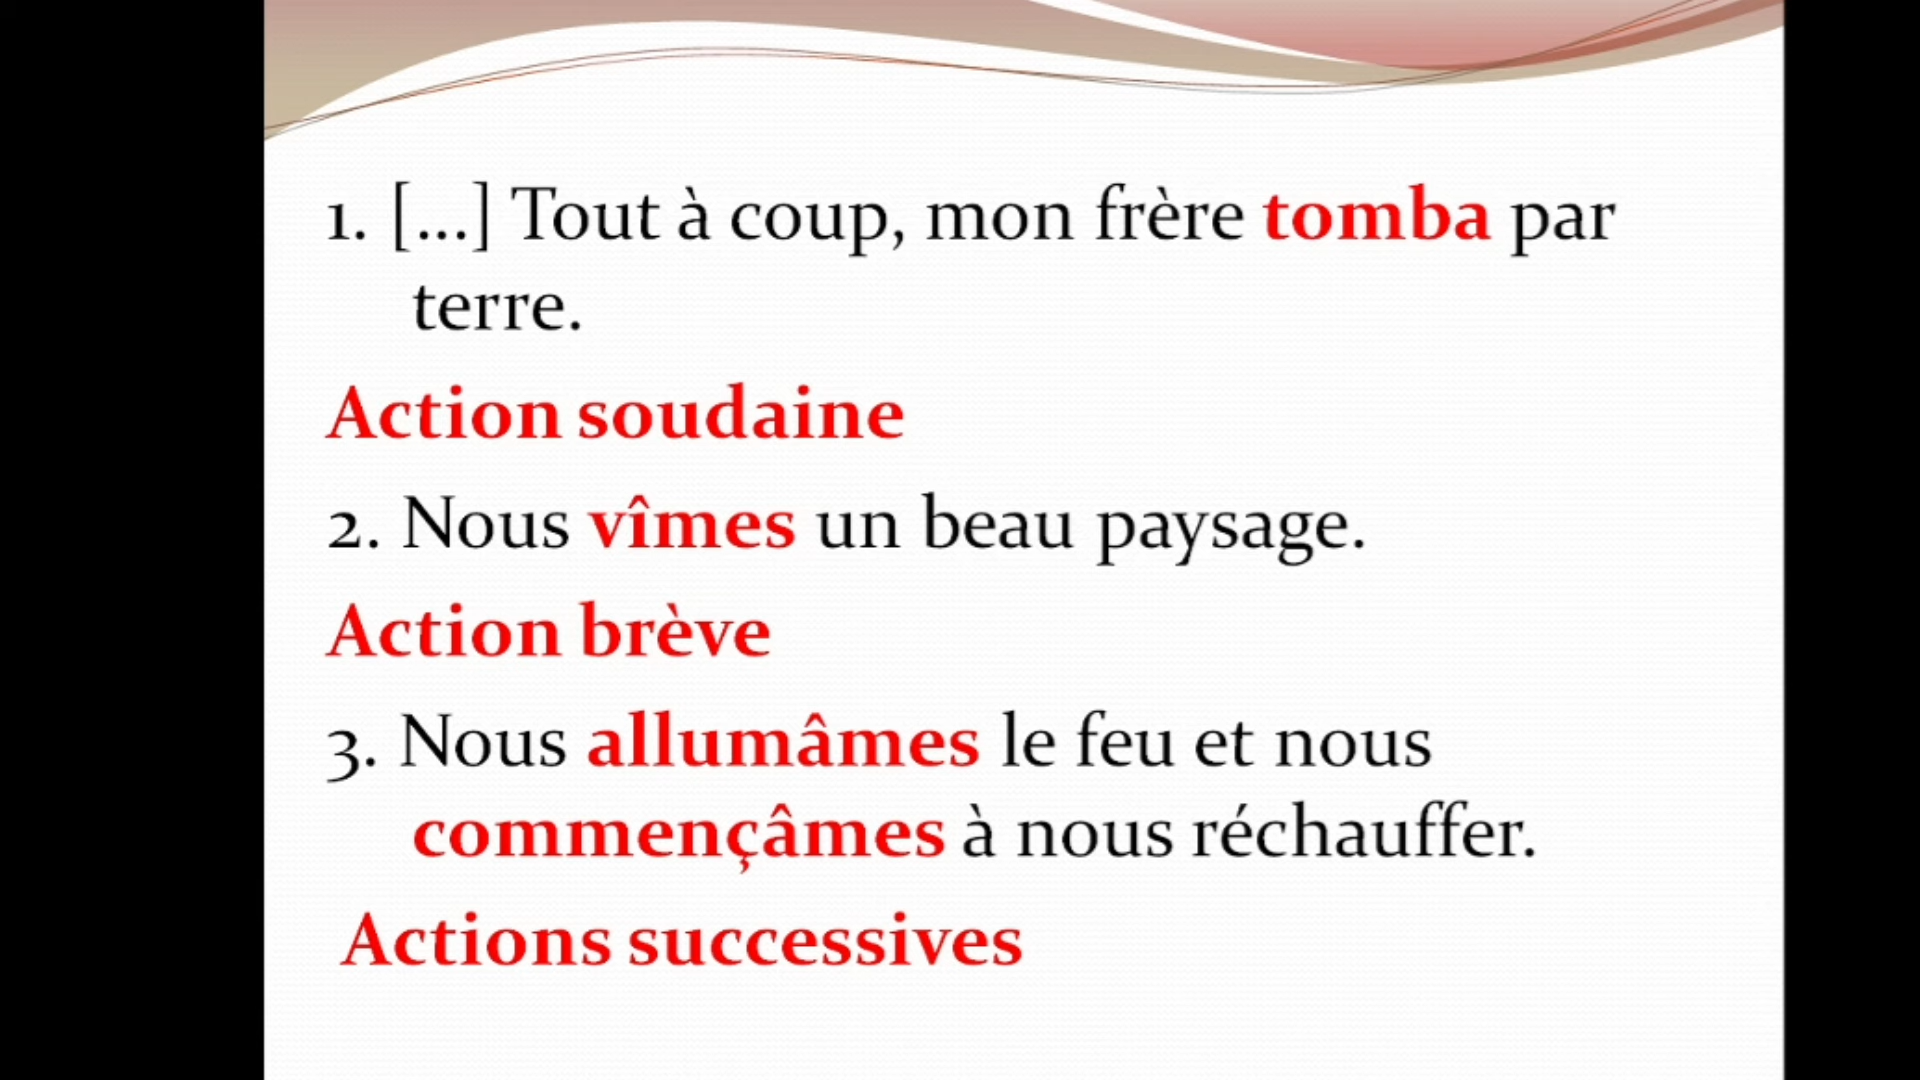 1. [...] Tout à coup, mon frère tomba par
terre.
Action soudaine
2. Nous vîmes un beau paysage.
Action brève
3. Nous allumâmes le feu et nous
commençâmes à nous réchauffer.
Actions successives